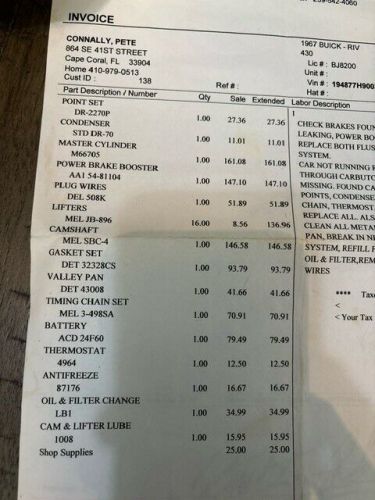 239-642-4060
INVOICE
CONNALLY, PETE
864 SE 41ST STREET
Cape Coral, FL 33904
Home 410-979-0513
Cust ID : 138
Ref # :
1967 BUICK - RIV
430
Lic # : BJ8200
Unit # :
Vin # : 194877H900
Hat # :
Part Description / Number Qty Sale Extended Labor Description
POINT SET
DR-2270P 1.00 27.36 27.36
CONDENSER
STD DR-70 1.00 11.01 11.01
MASTER CYLINDER
M66705 1.00 161.08 161.08
POWER BRAKE BOOSTER
AA1 54-81104 1.00 147.10 147.10
PLUG WIRES
DEL 508K 1.00 51.89 51.89
LIFTERS
MEL JB-896 16.00 8.56 136.96
CAMSHAFT
MEL SBC-4 1.00 146.58 146.58
GASKET SET
DET 32328CS 1.00 93.79 93.79
VALLEY PAN
DET 43008 1.00 41.66 41.66
TIMING CHAIN SET
MEL 3-498SA 1.00 70.91 70.91
BATTERY
ACD 24F60 1.00 79.49 79.49
THERMOSTAT
4964 1.00 12.50 12.50
ANTIFREEZE
87176 1.00 16.67 16.67
OIL & FILTER CHANGE
LB1 1.00 34.99 34.99
CAM & LIFTER LUBE
1008 1.00 15.95 15.95
Shop Supplies 25.00 25.00
CHECK BRAKES FOUN
LEAKING, POWER BO
REPLACE BOTH FLUS
SYSTEM.
CAR NOT RUNNING F
THROUGH CARBUTO
MISSING. FOUND CA
POINTS, CONDENSE
CHAIN, THERMOST
REPLACE ALL. ALS
CLEAN ALL META
PAN, BREAK IN NE
SYSTEM, REFILL F
OIL & FILTER,REM
WIRES
**** Taxe
<
< Your Tax